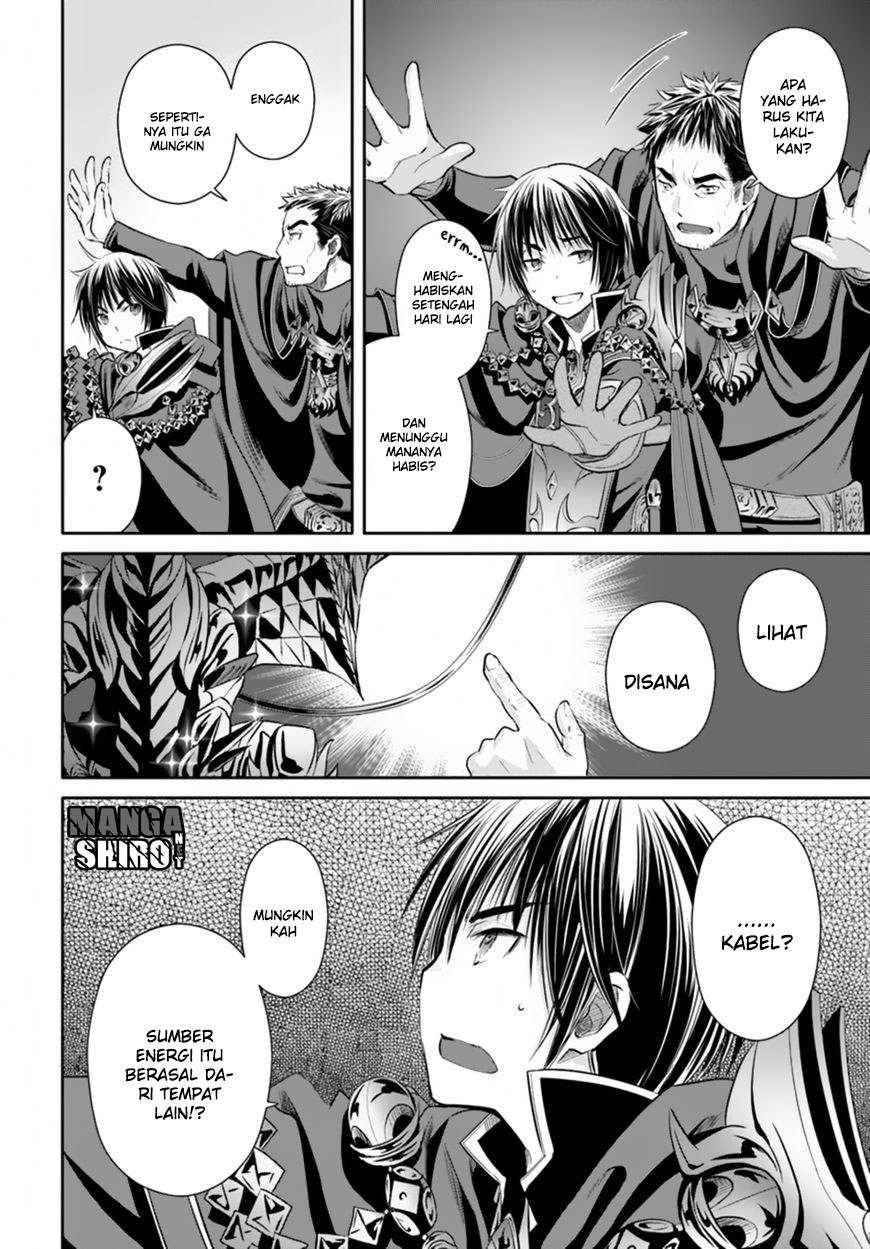 APA
YANG HA-
RUS KITA
LAKU-
KAN?
errm...
MENG-
HABISKAN
SETENGAH
HARI LAGI
DAN
MENUNGGU
MANANYA
HABIS?
ENGGAK
SEPERTI-
NYA ITU GA
MUNGKIN
?
LIHAT
DISANA
......
KABEL?
MUNGKIN
KAH
SUMBER
ENERGI ITU
BERASAL DA-
RI TEMPAT
LAIN!?
MANGA
SHIRO